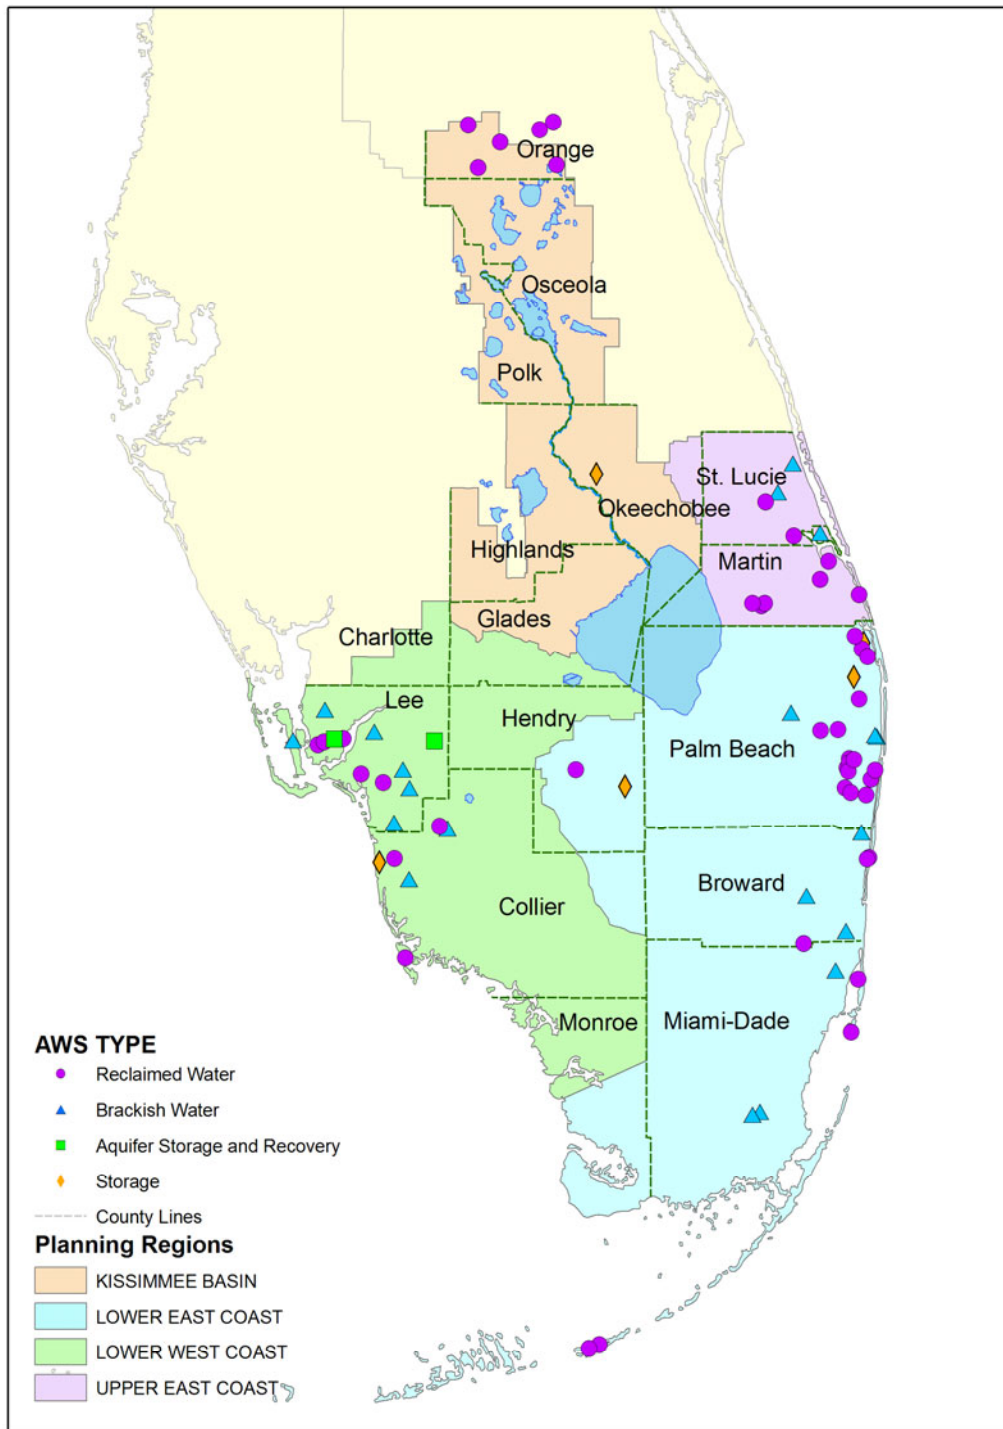 Orange
Osceola
Polk
St. Lucie
Okeechobee
Highlands
Martin
Glades
Charlotte
Lee
Hendry
Palm Beach
Broward
Collier
Monroe
Miami-Dade
AWS TYPE
Reclaimed Water
Brackish Water
Aquifer Storage and Recovery
Storage
County Lines
Planning Regions
KISSIMMEE BASIN
LOWER EAST COAST
LOWER WEST COAST
UPPER EAST COAST